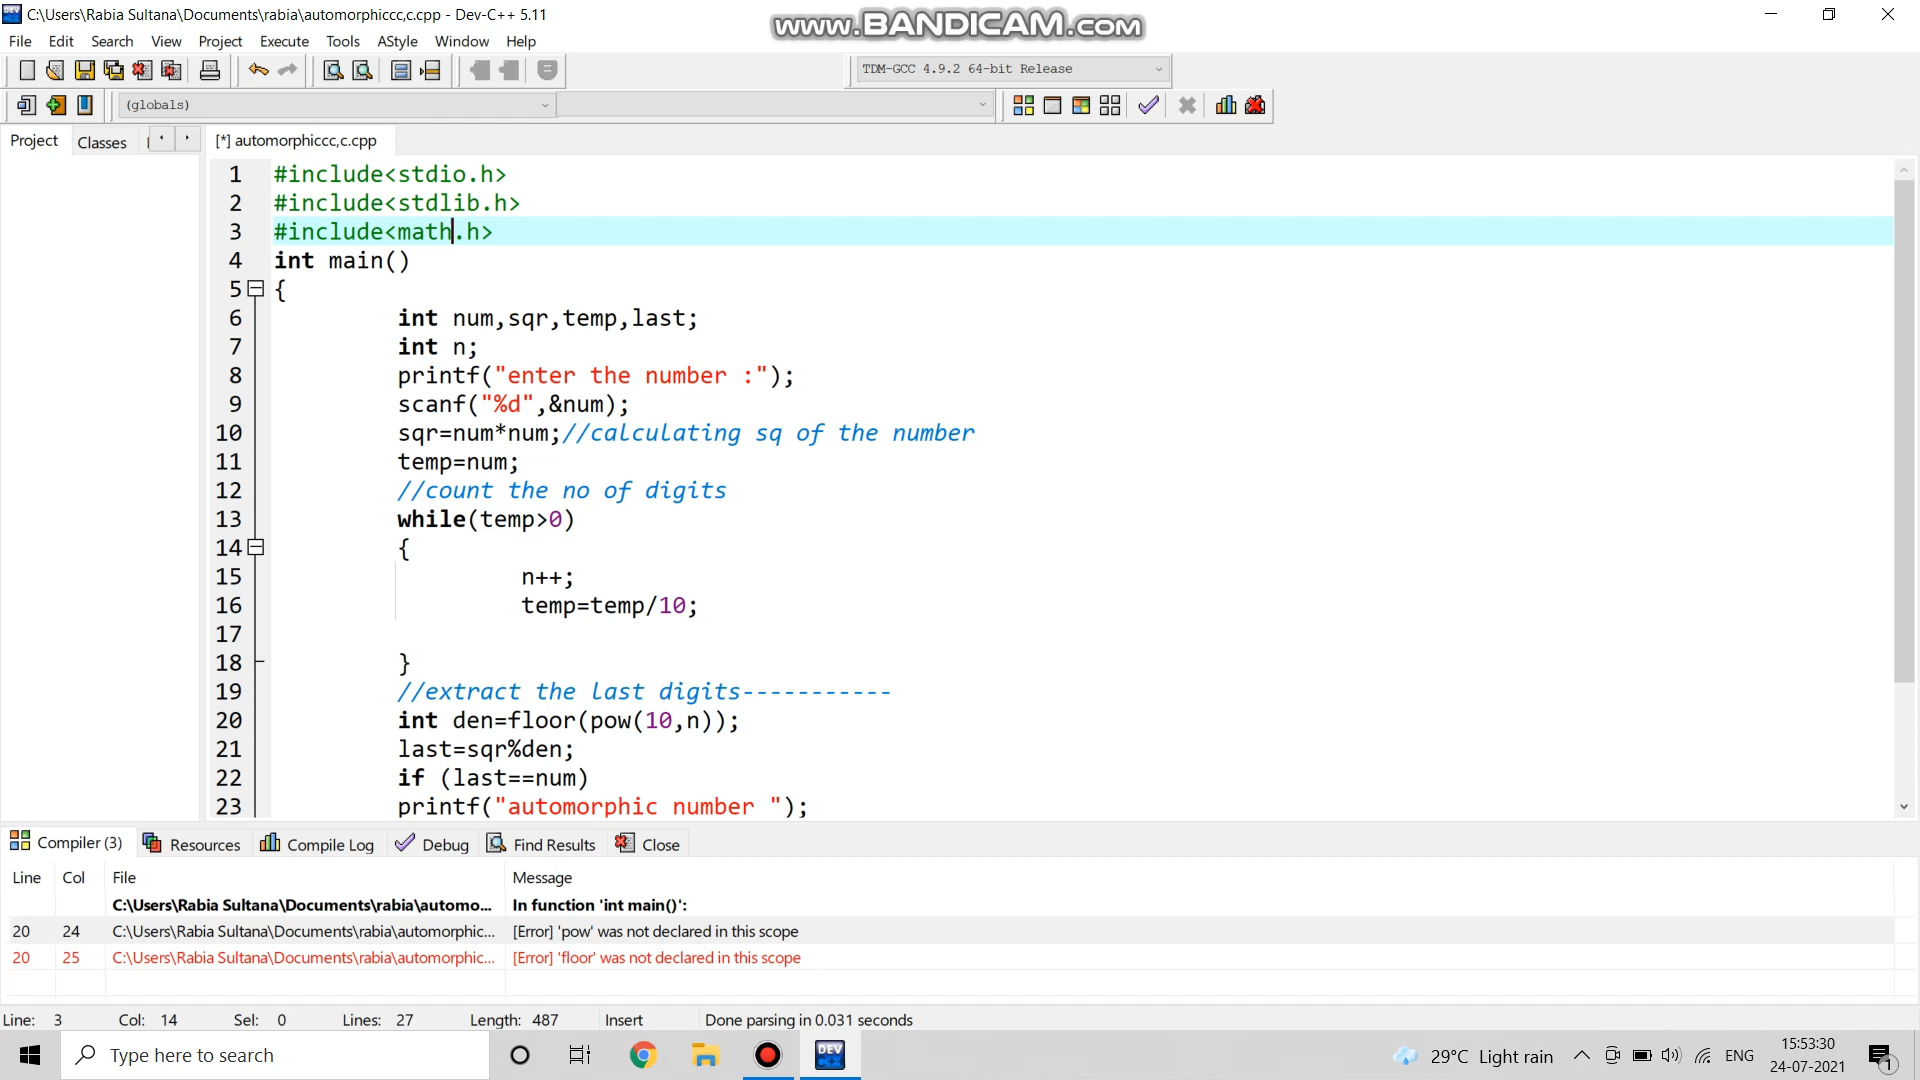 C:\Users\Rabia Sultana\Documents\rabia\automorphiccc,c.cpp - Dev-C++ 5.11
www.BANDICAM.com
File Edit Search View Project Execute Tools AStyle Window Help
TDM-GCC 4.9.2 64-bit Release
(globals)
Project Classes
[*] automorphiccc,c.cpp
1 #include<stdio.h>
2 #include<stdlib.h>
3 #include<math.h>
4 int main()
5 {
6 int num,sqr,temp,last;
7 int n;
8 printf("enter the number :");
9 scanf("%d",&num);
10 sqr=num*num;//calculating sq of the number
11 temp=num;
12 //count the no of digits
13 while(temp>0)
14 {
15 n++;
16 temp=temp/10;
17
18 }
19 //extract the last digits-----------
20 int den=floor(pow(10,n));
21 last=sqr%den;
22 if (last==num)
23 printf("automorphic number ");
Compiler (3) Resources Compile Log Debug Find Results Close
Line Col File Message
C:\Users\Rabia Sultana\Documents\rabia\automo... In function 'int main()':
20 24 C:\Users\Rabia Sultana\Documents\rabia\automorphic... [Error] 'pow' was not declared in this scope
20 25 C:\Users\Rabia Sultana\Documents\rabia\automorphic... [Error] 'floor' was not declared in this scope
Line: 3 Col: 14 Sel: 0 Lines: 27 Length: 487 Insert Done parsing in 0.031 seconds
Type here to search
DEV C++
29°C Light rain
ENG
15:53:30
24-07-2021
1